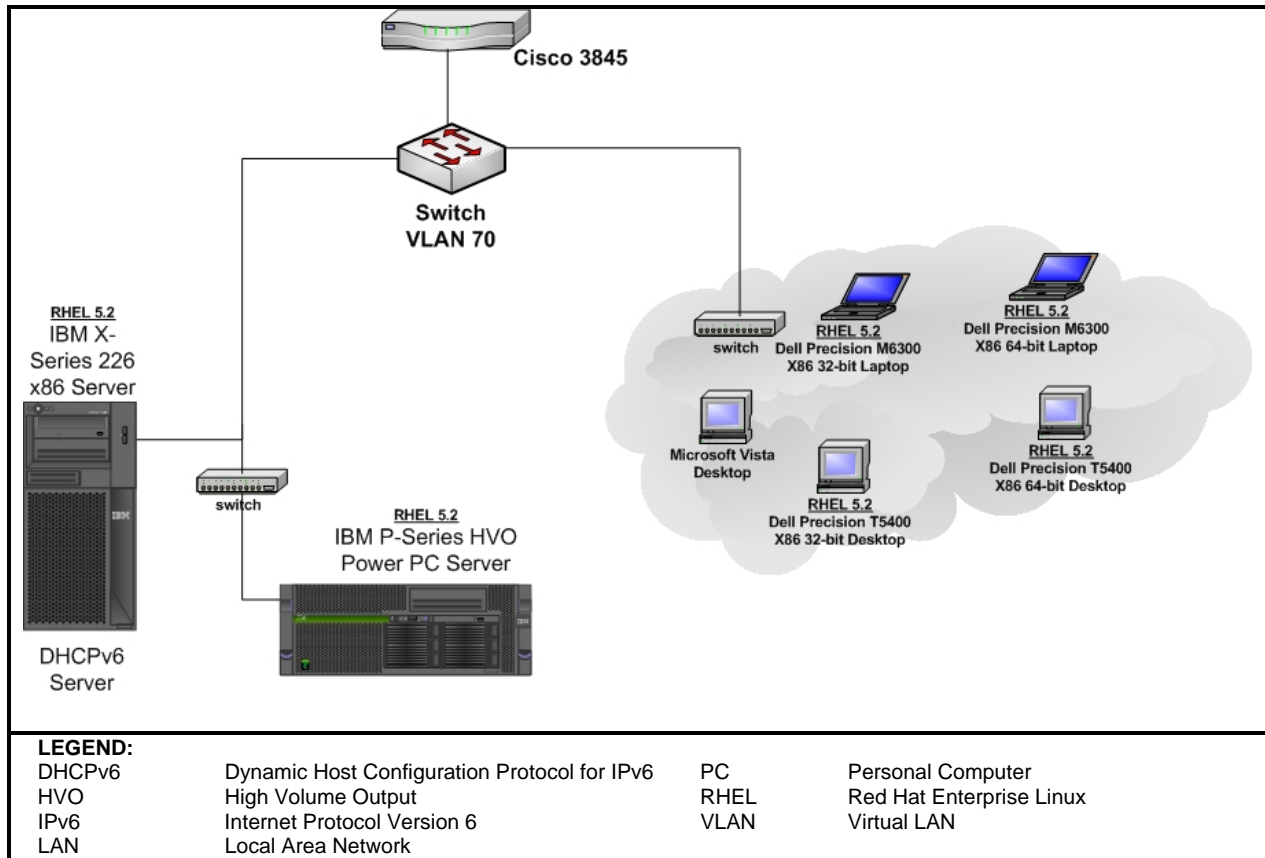 Cisco 3845
Switch
VLAN 70
RHEL 5.2
IBM X-
Series 226
x86 Server
IBM
DHCPv6
Server
switch
RHEL 5.2
IBM P-Series HVO
Power PC Server
IBM
switch
RHEL 5.2
Dell Precision M6300
X86 32-bit Laptop
RHEL 5.2
Dell Precision M6300
X86 64-bit Laptop
Microsoft Vista
Desktop
RHEL 5.2
Dell Precision T5400
X86 32-bit Desktop
RHEL 5.2
Dell Precision T5400
X86 64-bit Desktop
LEGEND:
DHCPv6 Dynamic Host Configuration Protocol for IPv6 PC Personal Computer
HVO High Volume Output RHEL Red Hat Enterprise Linux
IPv6 Internet Protocol Version 6 VLAN Virtual LAN
LAN Local Area Network